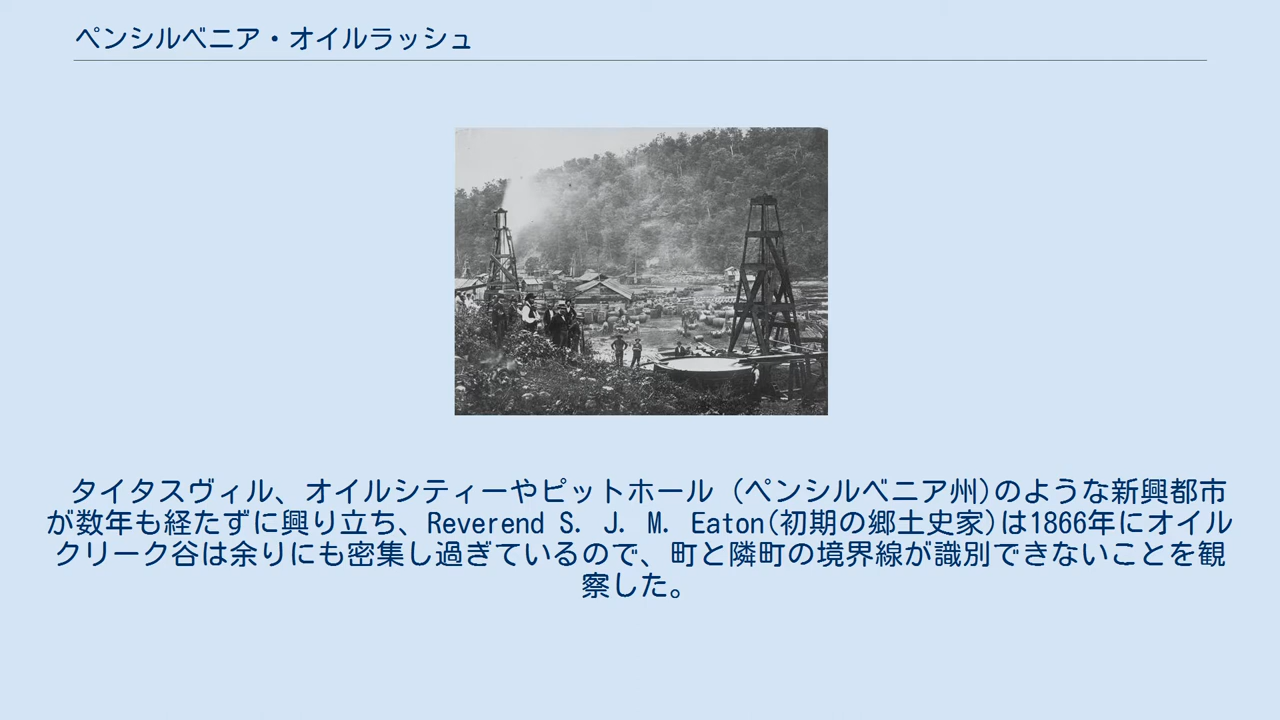 ペンシルベニア・オイルラッシュ
タイタスヴィル、オイルシティーやピットホール (ペンシルベニア州)のような新興都市
が数年も経たずに興り立ち、Reverend S. J. M. Eaton(初期の郷土史家)は1866年にオイル
クリーク谷は余りにも密集し過ぎているので、町と隣町の境界線が識別できないことを観
察した。